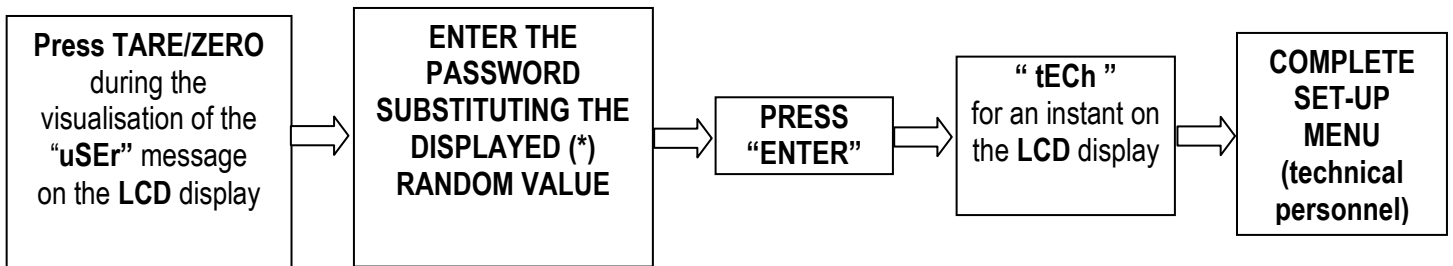 Press TARE/ZERO
during the
visualisation of the
“uSEr” message
on the LCD display
ENTER THE
PASSWORD
SUBSTITUTING THE
DISPLAYED (*)
RANDOM VALUE
PRESS
“ENTER”
“ tECh ”
for an instant on
the LCD display
COMPLETE
SET-UP
MENU
(technical
personnel)